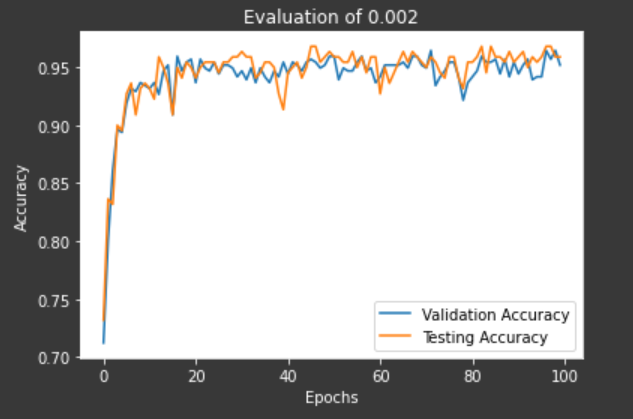 Evaluation of 0.002
Accuracy
0.95
0.90
0.85
0.80
0.75
0.70
0 20 40 60 80 100
Epochs
Validation Accuracy
Testing Accuracy